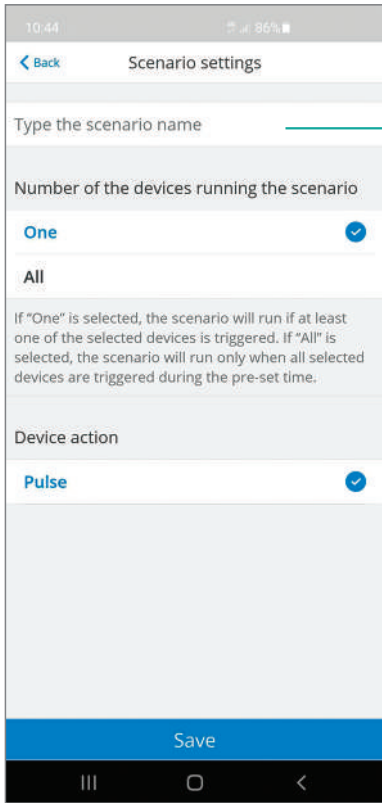 10:44 86%
Back Scenario settings
Type the scenario name
Number of the devices running the scenario
One
All
If "One" is selected, the scenario will run if at least
one of the selected devices is triggered. If "All" is
selected, the scenario will run only when all selected
devices are triggered during the pre-set time.
Device action
Pulse
Save